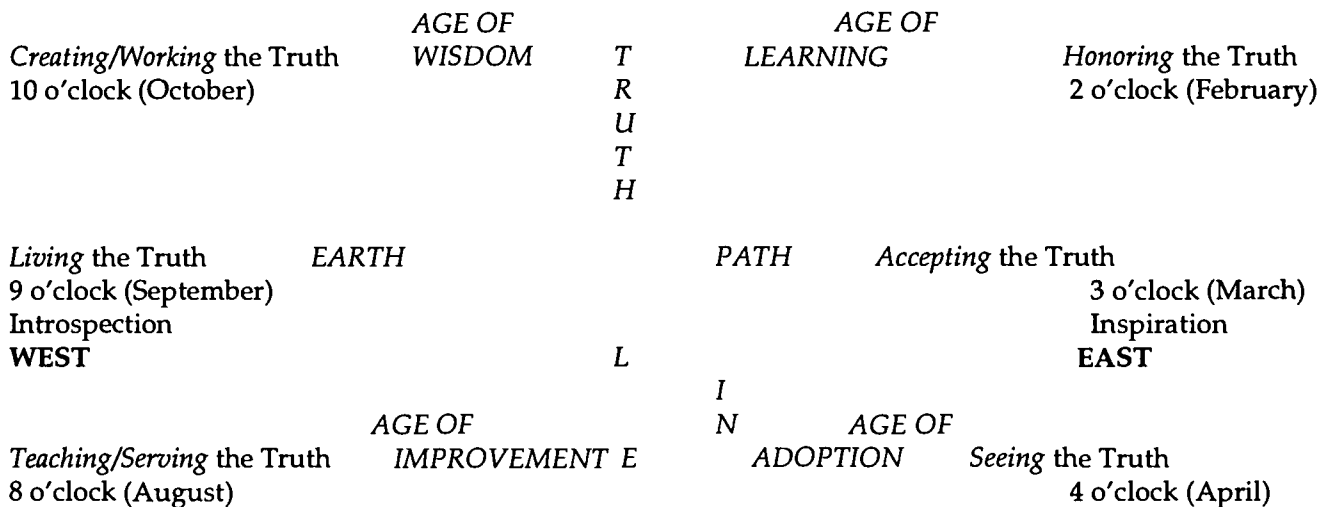 AGE OF AGE OF
Creating/Working the Truth WISDOM T LEARNING Honoring the Truth
10 o'clock (October) R 2 o'clock (February)
U
T
H
Living the Truth EARTH PATH Accepting the Truth
9 o'clock (September) 3 o'clock (March)
Introspection Inspiration
WEST L EAST
I
AGE OF N AGE OF
Teaching/Serving the Truth IMPROVEMENT E ADOPTION Seeing the Truth
8 o'clock (August) 4 o'clock (April)